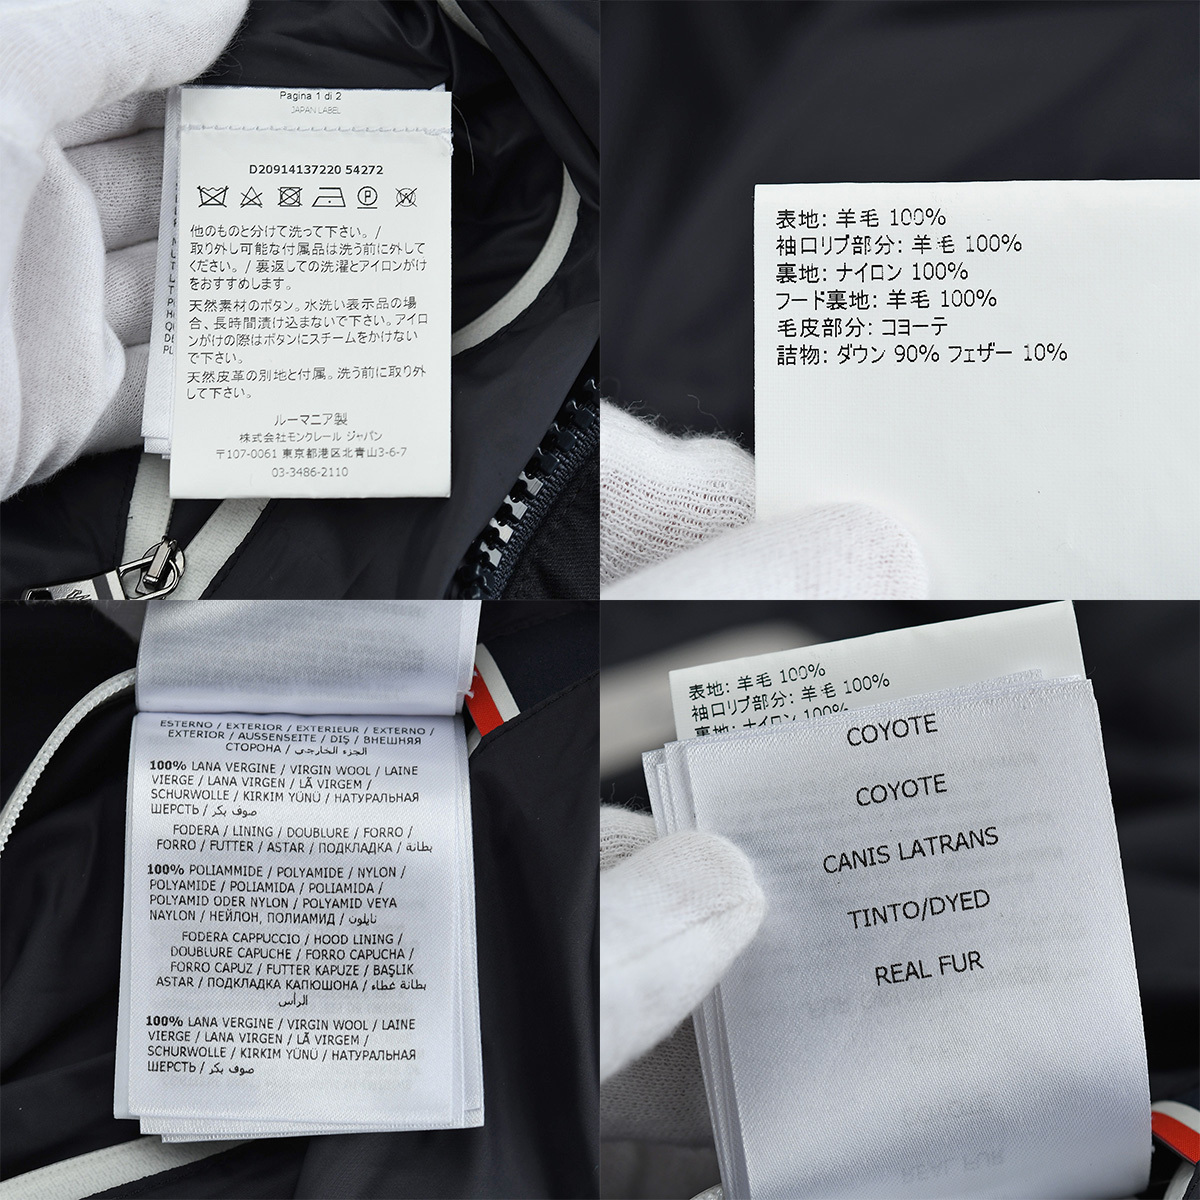 Pagina 1 di 2
JAPAN LABEL
D20914137220 54272
他のものと分けて洗って下さい。/
取り外し可能な付属品は洗う前に外して
ください。/ 裏返しての洗濯とアイロンがけ
をおすすめします。
天然素材のボタン。水洗い表示品の場
合、長時間漬け込まないで下さい。アイロ
ンがけの際はボタンにスチームをかけない
で下さい。
天然皮革の別地と付属。洗う前に取り外
して下さい。
ルーマニア製
株式会社モンクレール ジャパン
〒107-0061 東京都港区北青山3-6-7
03-3486-2110
表地: 羊毛 100%
袖口リブ部分: 羊毛 100%
裏地: ナイロン 100%
フード裏地: 羊毛 100%
毛皮部分: コヨーテ
詰物: ダウン 90% フェザー 10%
ESTERNO / EXTERIOR / EXTERIEUR / EXTERNO /
EXTERIOR / AUSSENSEITE / DIŞ / ВНЕШНЯЯ
СТОРОНА / الجزء الخارجي
100% LANA VERGINE / VIRGIN WOOL / LAINE
VIERGE / LANA VIRGEN / LÃ VIRGEM /
SCHURWOLLE / KIRKIM YÜNÜ / НАТУРАЛЬНАЯ
ШЕРСТЬ / صوف بكر
FODERA / LINING / DOUBLURE / FORRO /
FORRO / FUTTER / ASTAR / ПОДКЛАДКА / بطانة
100% POLIAMMIDE / POLYAMIDE / NYLON /
POLYAMIDE / POLIAMIDA / POLIAMIDA /
POLYAMID ODER NYLON / POLYAMID VEYA
NAYLON / НЕЙЛОН, ПОЛИАМИД / نايلون
FODERA CAPPUCCIO / HOOD LINING /
DOUBLURE CAPUCHE / FORRO CAPUCHA /
FORRO CAPUZ / FUTTER KAPUZE / BAŞLIK
ASTAR / ПОДКЛАДКА КАПЮШОНА / بطانة غطاء
الرأس
100% LANA VERGINE / VIRGIN WOOL / LAINE
VIERGE / LANA VIRGEN / LÃ VIRGEM /
SCHURWOLLE / KIRKIM YÜNÜ / НАТУРАЛЬНАЯ
ШЕРСТЬ / صوف بكر
表地: 羊毛 100%
袖口リブ部分: 羊毛 100%
裏地: ナイロン 100%
COYOTE
COYOTE
CANIS LATRANS
TINTO/DYED
REAL FUR